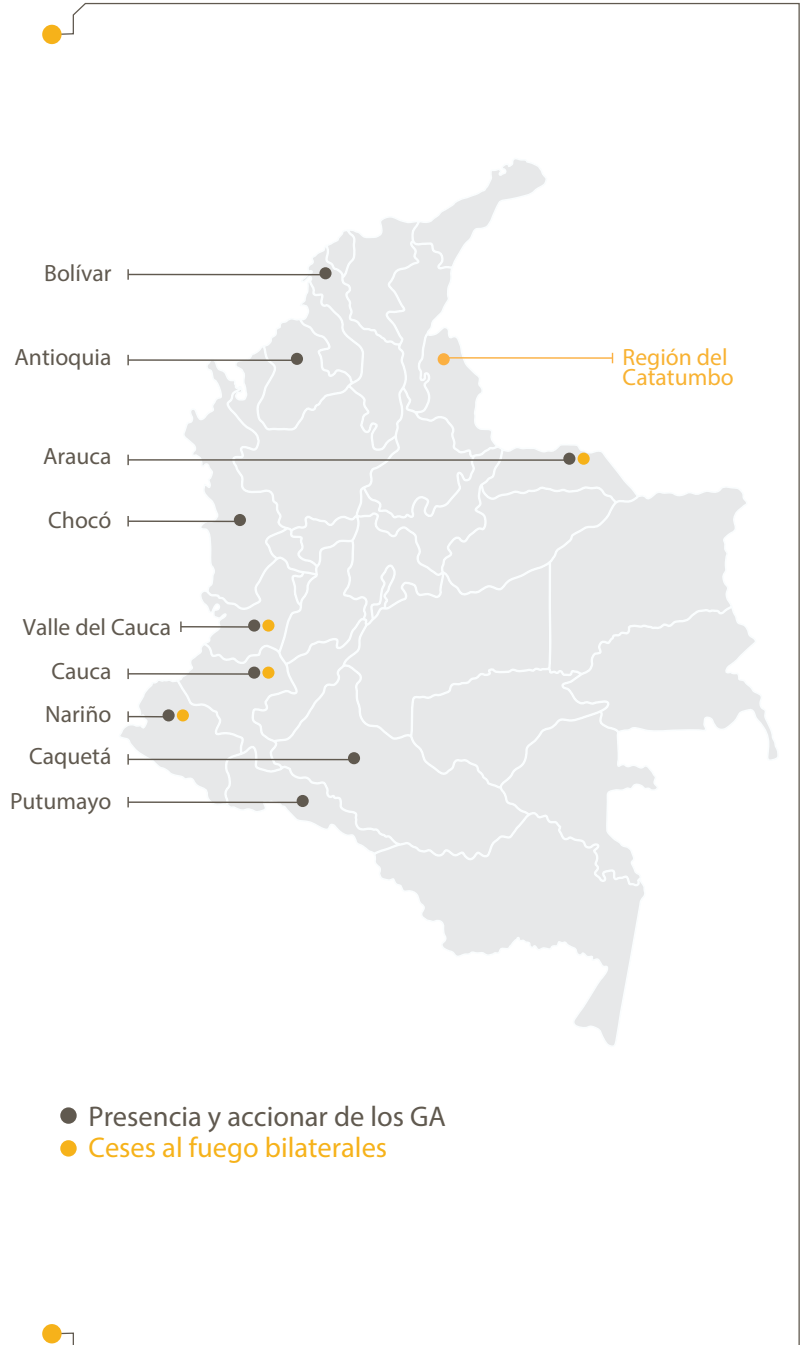 Bolívar
Antioquia
Región del
Catatumbo
Arauca
Chocó
Valle del Cauca
Cauca
Nariño
Caquetá
Putumayo
Presencia y accionar de los GA
Ceses al fuego bilaterales